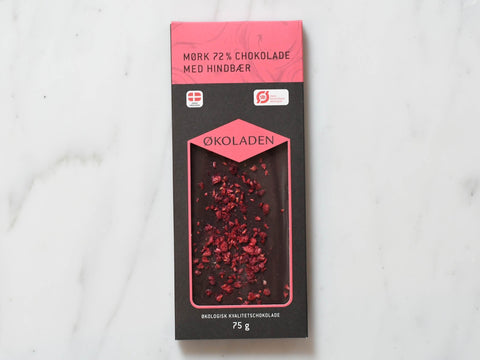 MØRK 72% CHOKOLADE
MED HINDBÆR
ØKOLADEN
ØKOLOGISK KVALITETSCHOKOLADE
75 g